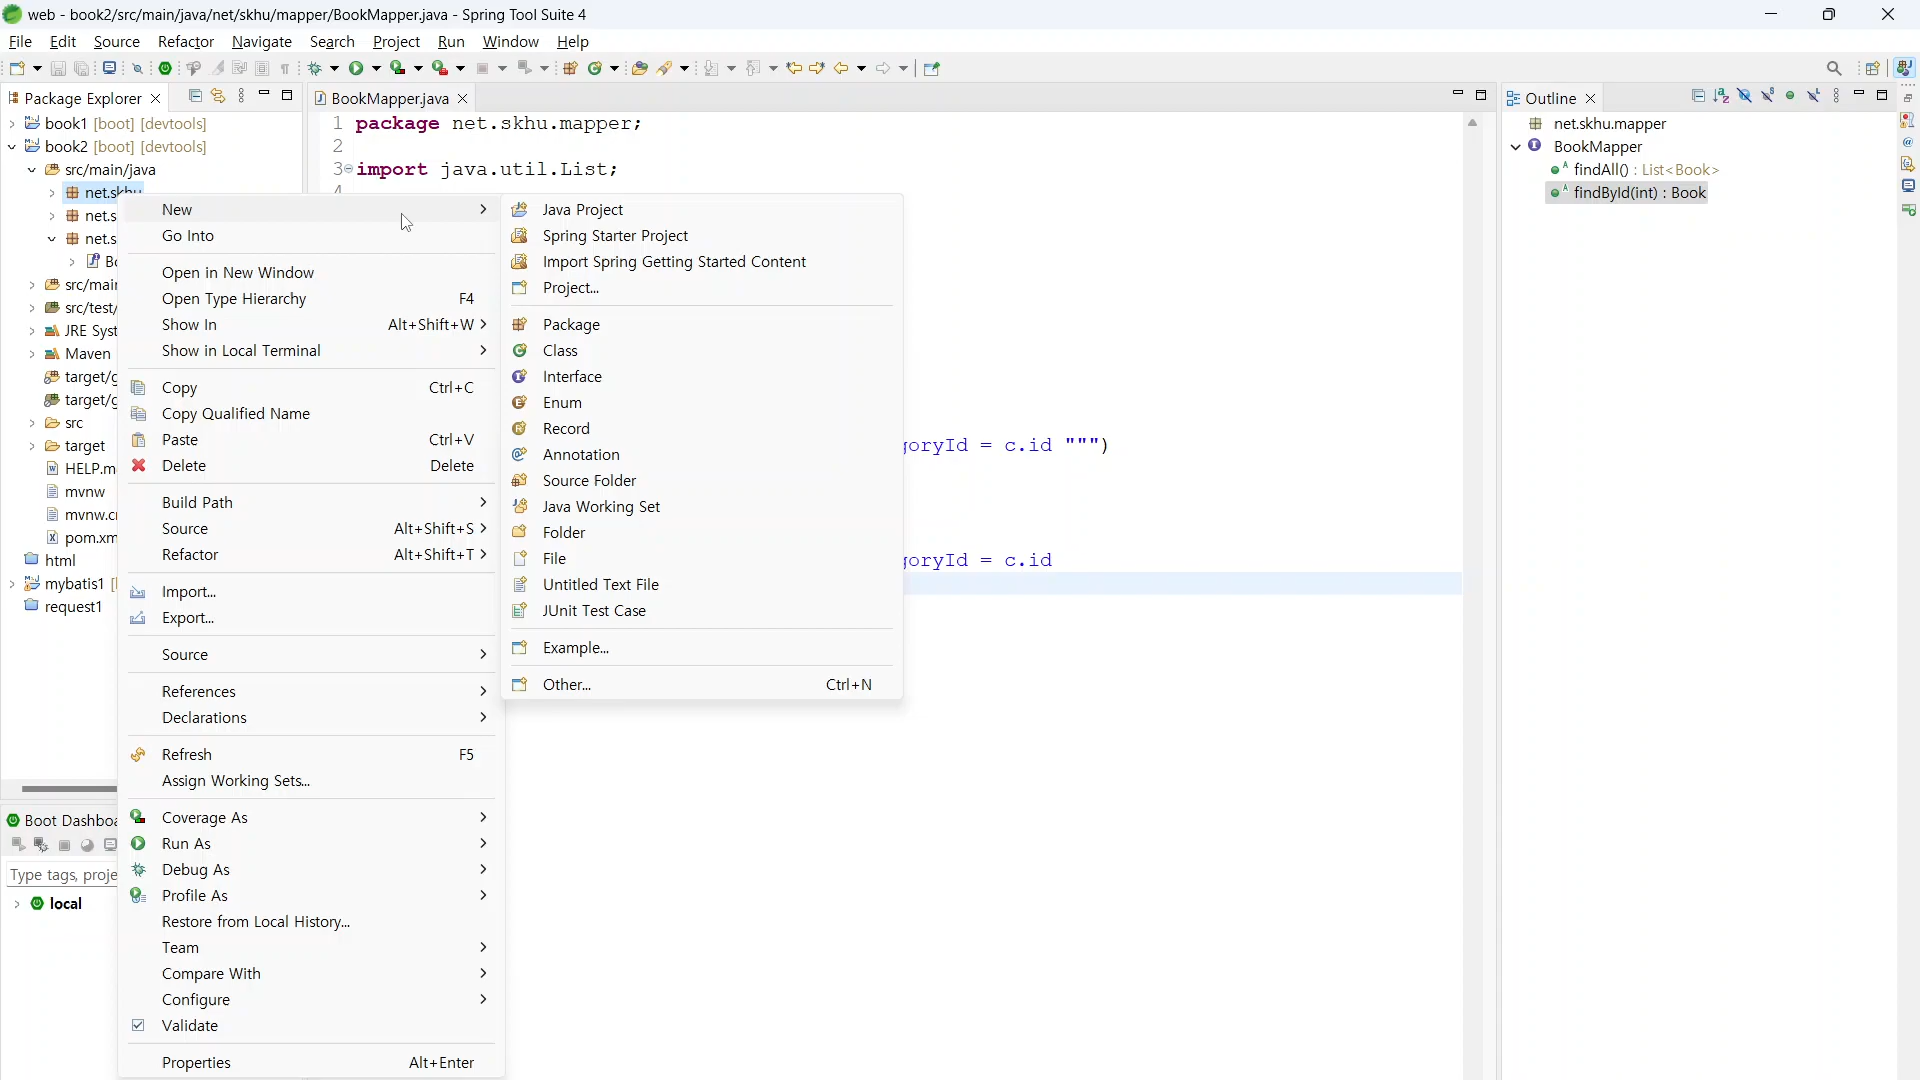 web - book2/src/main/java/net/skhu/mapper/BookMapper.java - Spring Tool Suite 4
File Edit Source Refactor Navigate Search Project Run Window Help
Package Explorer
book1 [boot] [devtools]
book2 [boot] [devtools]
src/main/java
net.skhu
net.s
net.s
Bo
src/mai
src/test/
JRE Syst
Maven
target/g
target/g
src
target
HELP.m
mvnw
mvnw.c
pom.xm
html
mybatis1
request1
Boot Dashboa
Type tags, proje
local
BookMapper.java
1 package net.skhu.mapper;
2
3 import java.util.List;
4
goryId = c.id """)
goryId = c.id
New
Go Into
Open in New Window
Open Type Hierarchy F4
Show In Alt+Shift+W
Show in Local Terminal
Copy Ctrl+C
Copy Qualified Name
Paste Ctrl+V
Delete Delete
Build Path
Source Alt+Shift+S
Refactor Alt+Shift+T
Import...
Export...
Source
References
Declarations
Refresh F5
Assign Working Sets...
Coverage As
Run As
Debug As
Profile As
Restore from Local History...
Team
Compare With
Configure
Validate
Properties Alt+Enter
Java Project
Spring Starter Project
Import Spring Getting Started Content
Project...
Package
Class
Interface
Enum
Record
Annotation
Source Folder
Java Working Set
Folder
File
Untitled Text File
JUnit Test Case
Example...
Other... Ctrl+N
Outline
net.skhu.mapper
BookMapper
findAll() : List<Book>
findById(int) : Book